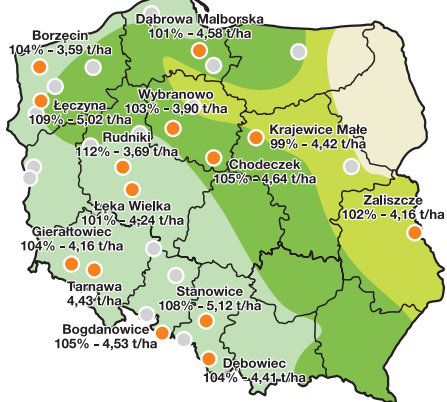 Dąbrowa Malborska
101% - 4,58 t/ha
Borzęcin
104% - 3,59 t/ha
Wybranowo
103% - 3,90 t/ha
Łęczyna
109% - 5,02 t/ha
Krajewice Małe
99% - 4,42 t/ha
Rudniki
112% - 3,69 t/ha
Chodeczek
105% - 4,64 t/ha
Zaliszcze
102% - 4,16 t/ha
Łęka Wielka
101% - 4,24 t/ha
Gierałtowiec
104% - 4,16 t/ha
Tarnawa
4,43 t/ha
Stanowice
108% - 5,12 t/ha
Bogdanowice
105% - 4,53 t/ha
Dębowiec
104% - 4,41 t/ha